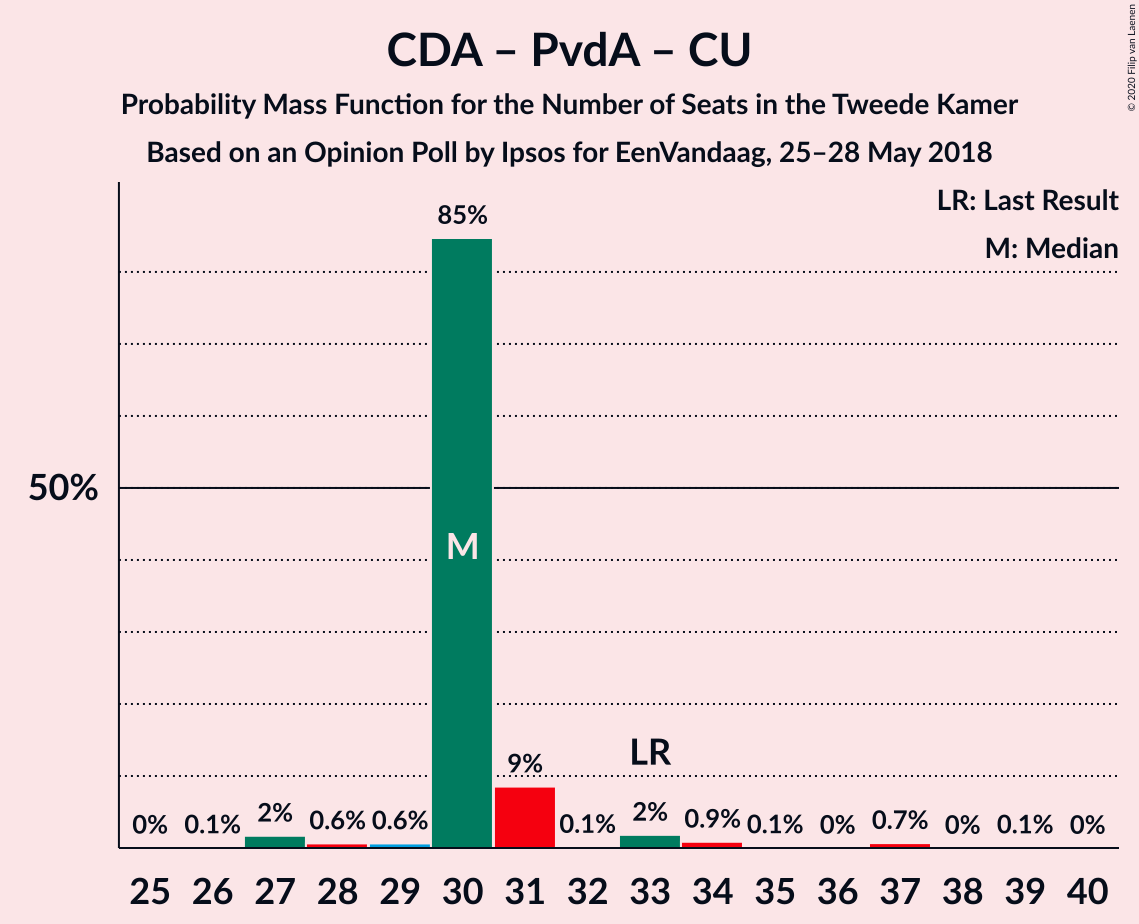 CDA – PvdA – CU
Probability Mass Function for the Number of Seats in the Tweede Kamer
Based on an Opinion Poll by Ipsos for EenVandaag, 25–28 May 2018
© 2020 Filip van Laenen
LR: Last Result
M: Median
50%
0% 0.1% 2% 0.6% 0.6% 85% 9% 0.1% 2% 0.9% 0.1% 0% 0.7% 0% 0.1% 0%
M
LR
25 26 27 28 29 30 31 32 33 34 35 36 37 38 39 40